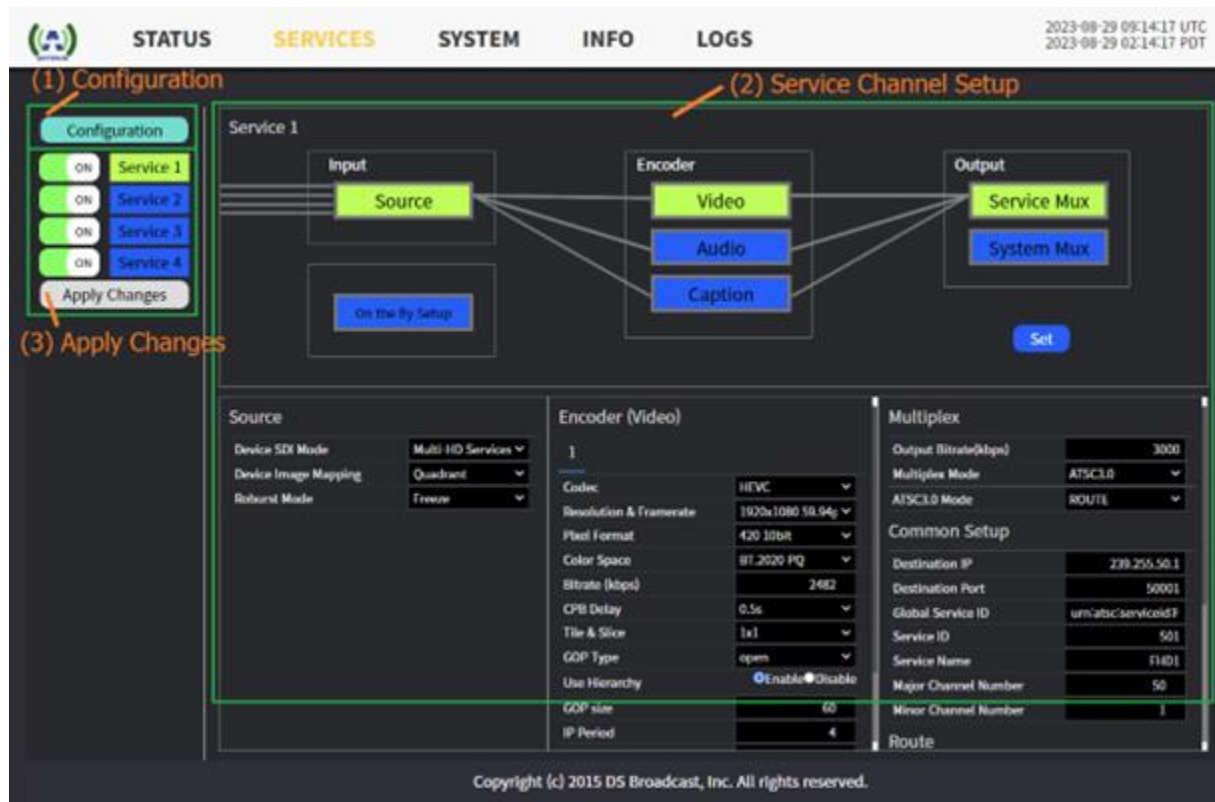 STATUS SERVICES SYSTEM INFO LOGS
2023-08-29 09:14:17 UTC
2023-08-29 02:14:17 PDT
(1) Configuration
(2) Service Channel Setup
Configuration
ON Service 1
ON Service 2
ON Service 3
ON Service 4
Apply Changes
(3) Apply Changes
Service 1
Input
Source
On the fly Setup
Encoder
Video
Audio
Caption
Output
Service Mux
System Mux
Set
Source
Device SDI Mode Multi-HD Services
Device Image Mapping Quadrant
Roburst Mode Freeze
Encoder (Video)
1
Codec HEVC
Resolution & Framerate 1920x1080 59.94p
Pixel Format 420 10bit
Color Space BT.2020 PQ
Bitrate (kbps) 2482
CPB Delay 0.5s
Tile & Slice 1x1
GOP Type open
Use Hierarchy Enable Disable
GOP size 60
IP Period 4
Multiplex
Output Bitrate(kbps) 3000
Multiplex Mode ATSC3.0
ATSC3.0 Mode ROUTE
Common Setup
Destination IP 239.255.50.1
Destination Port 50001
Global Service ID urn:atsc:serviceid:F
Service ID 501
Service Name FHD1
Major Channel Number 50
Minor Channel Number 1
Route
Copyright (c) 2015 DS Broadcast, Inc. All rights reserved.